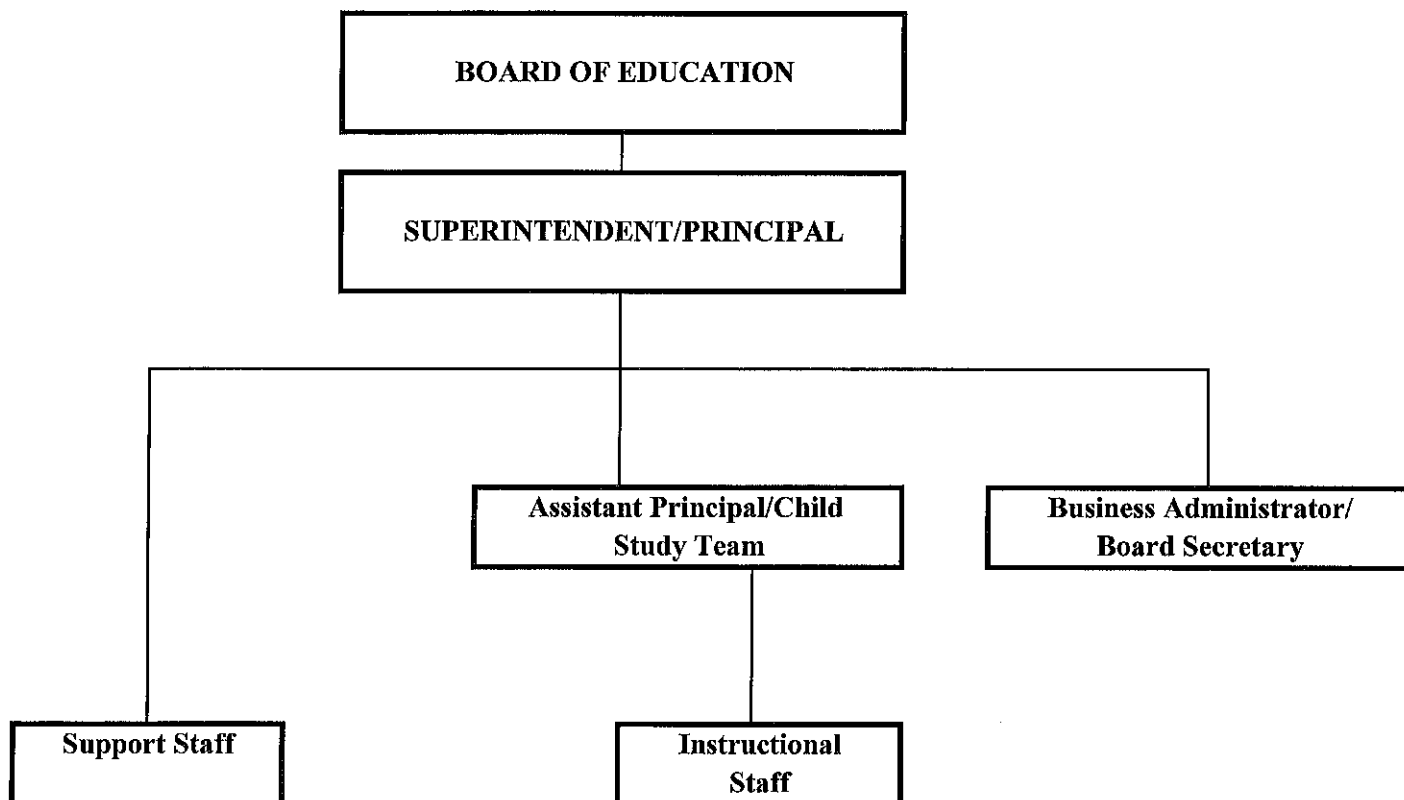 BOARD OF EDUCATION
SUPERINTENDENT/PRINCIPAL
Assistant Principal/Child
Study Team
Business Administrator/
Board Secretary
Support Staff
Instructional
Staff